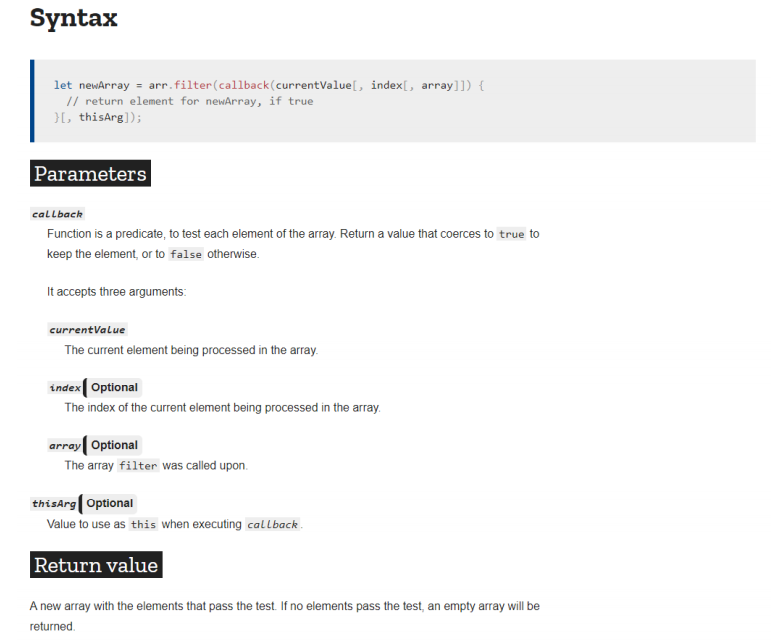 Syntax
let newArray = arr.filter(callback(currentValue[, index[, array]]) {
  // return element for newArray, if true
}[, thisArg]);
Parameters
callback
Function is a predicate, to test each element of the array. Return a value that coerces to true to
keep the element, or to false otherwise.
It accepts three arguments:
currentValue
The current element being processed in the array.
index Optional
The index of the current element being processed in the array.
array Optional
The array filter was called upon.
thisArg Optional
Value to use as this when executing callback.
Return value
A new array with the elements that pass the test. If no elements pass the test, an empty array will be
returned.